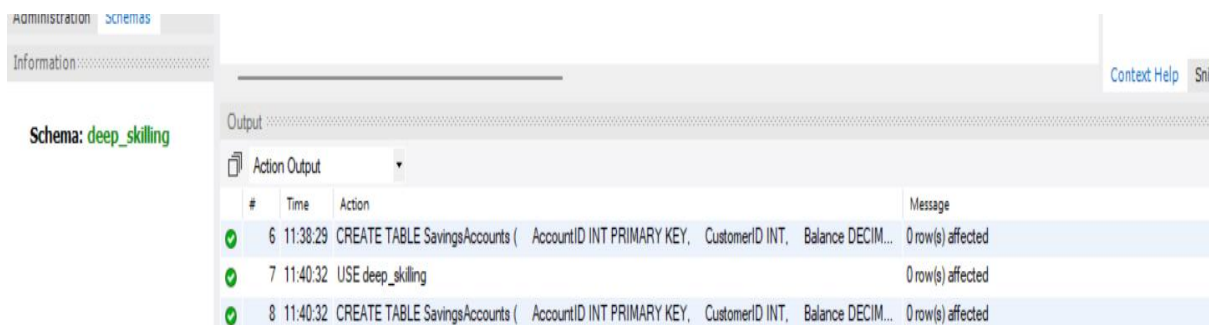 Administration Schemas
Information
Context Help
Schema: deep_skilling
Output
Action Output
# Time Action Message
6 11:38:29 CREATE TABLE SavingsAccounts ( AccountID INT PRIMARY KEY, CustomerID INT, Balance DECIM... 0 row(s) affected
7 11:40:32 USE deep_skilling 0 row(s) affected
8 11:40:32 CREATE TABLE SavingsAccounts ( AccountID INT PRIMARY KEY, CustomerID INT, Balance DECIM... 0 row(s) affected